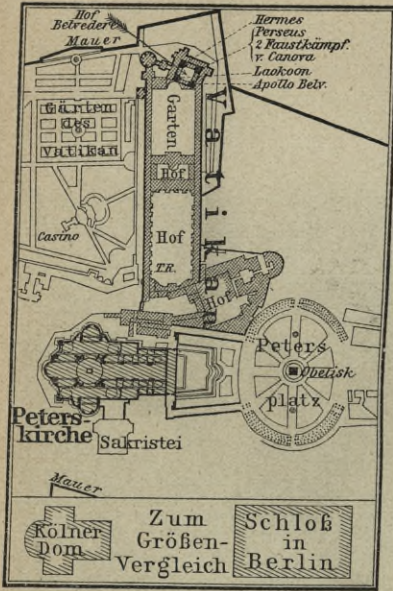 Hof
Belvedere
Mauer
Hermes
Perseus
2 Faustkämpf.
v. Canova
Laokoon
Apollo Belv.
Gärten
des
Vatikan
Garten
Vatikan
Hof
Casino
Hof
T.R.
Hof
Peters
Obelisk
platz
Peters-
kirche
Sakristei
Mauer
Kölner
Dom
Zum
Größen-
Vergleich
Schloß
in
Berlin